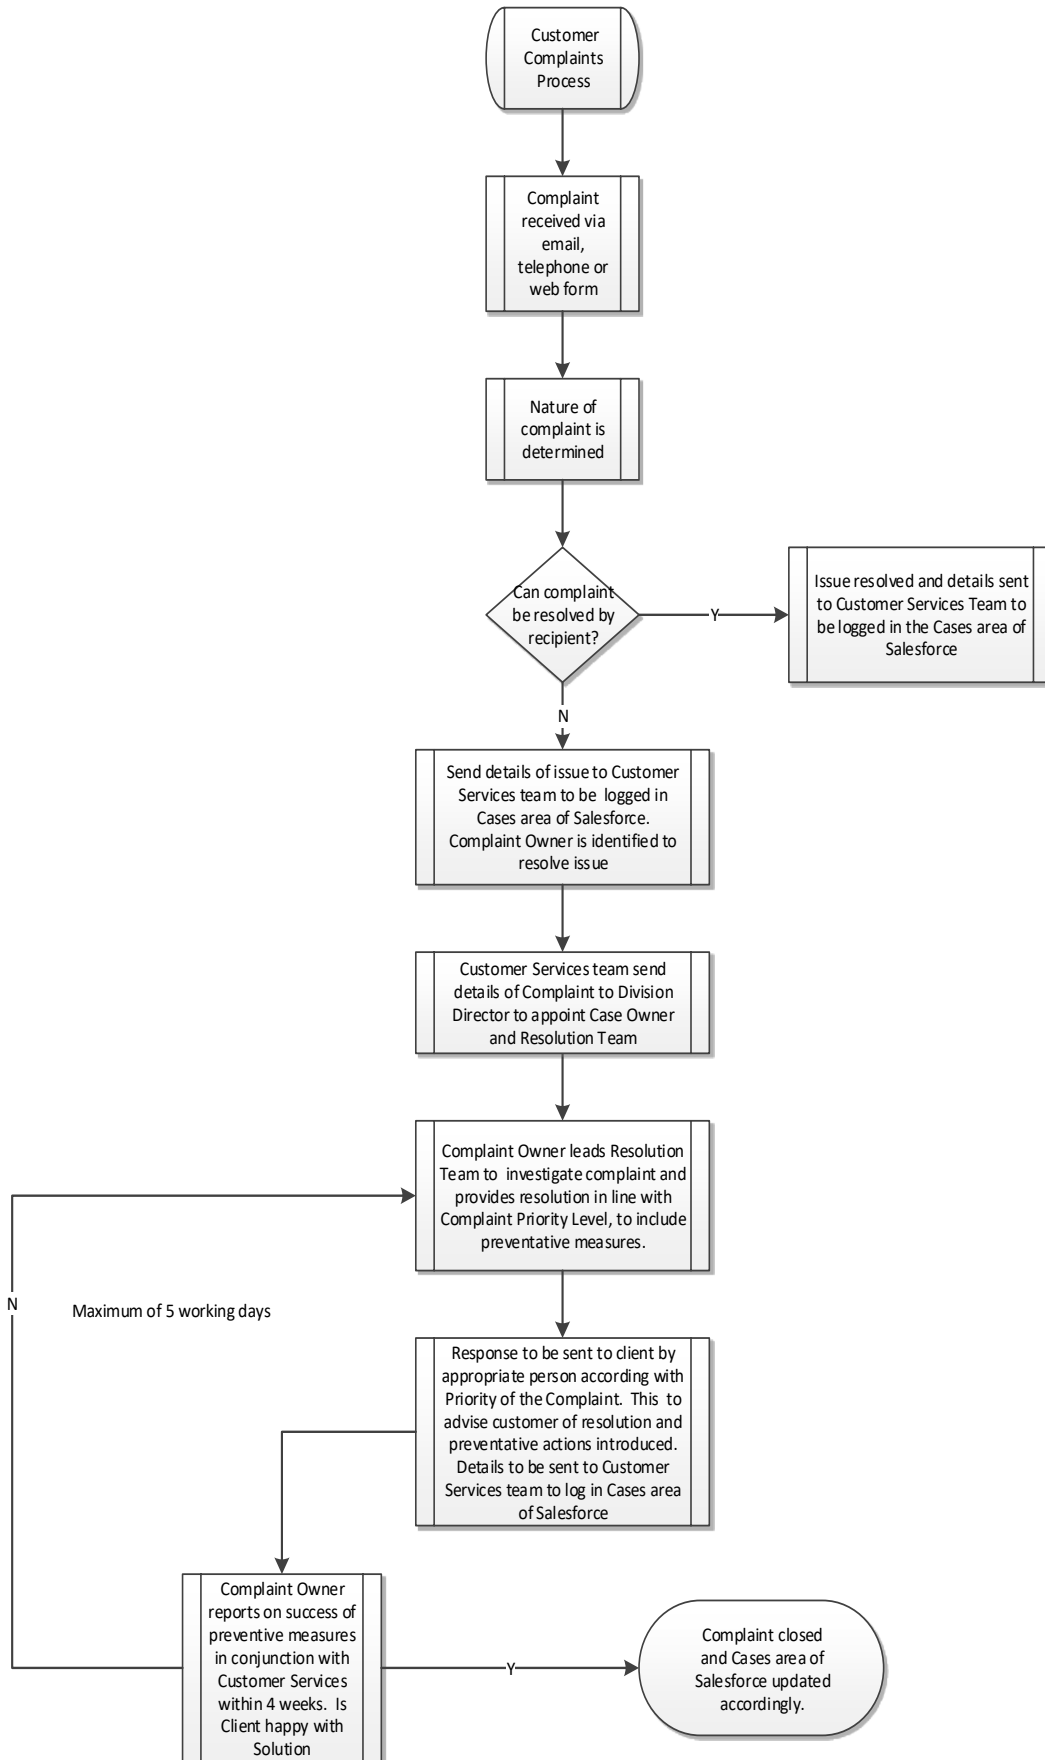 Customer
Complaints
Process
Complaint
received via
email,
telephone or
web form
Nature of
complaint is
determined
Can complaint
be resolved by
recipient?
Y
Issue resolved and details sent
to Customer Services Team to
be logged in the Cases area of
Salesforce
N
Send details of issue to Customer
Services team to be logged in
Cases area of Salesforce.
Complaint Owner is identified to
resolve issue
Customer Services team send
details of Complaint to Division
Director to appoint Case Owner
and Resolution Team
Complaint Owner leads Resolution
Team to investigate complaint and
provides resolution in line with
Complaint Priority Level, to include
preventative measures.
N
Maximum of 5 working days
Response to be sent to client by
appropriate person according with
Priority of the Complaint. This to
advise customer of resolution and
preventative actions introduced.
Details to be sent to Customer
Services team to log in Cases area
of Salesforce
Complaint Owner
reports on success of
preventive measures
in conjunction with
Customer Services
within 4 weeks. Is
Client happy with
Solution
Y
Complaint closed
and Cases area of
Salesforce updated
accordingly.